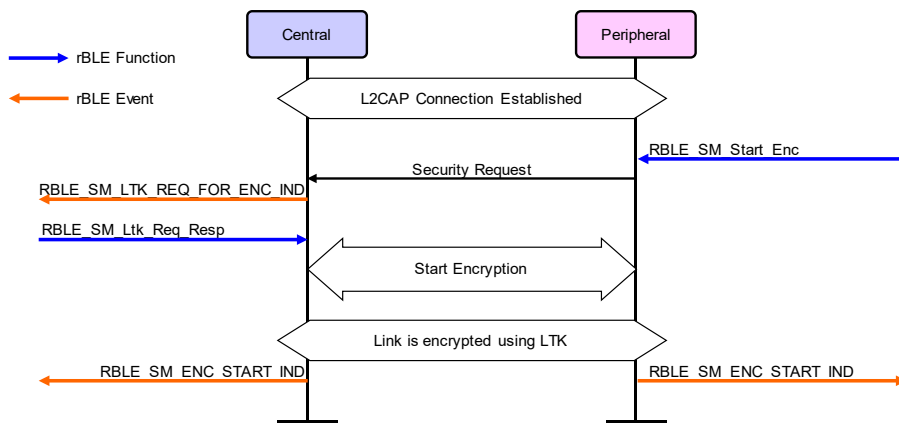 Central
Peripheral
rBLE Function
rBLE Event
L2CAP Connection Established
RBLE_SM_Start_Enc
Security Request
RBLE_SM_LTK_REQ_FOR_ENC_IND
RBLE_SM_Ltk_Req_Resp
Start Encryption
Link is encrypted using LTK
RBLE_SM_ENC_START_IND
RBLE_SM_ENC_START_IND